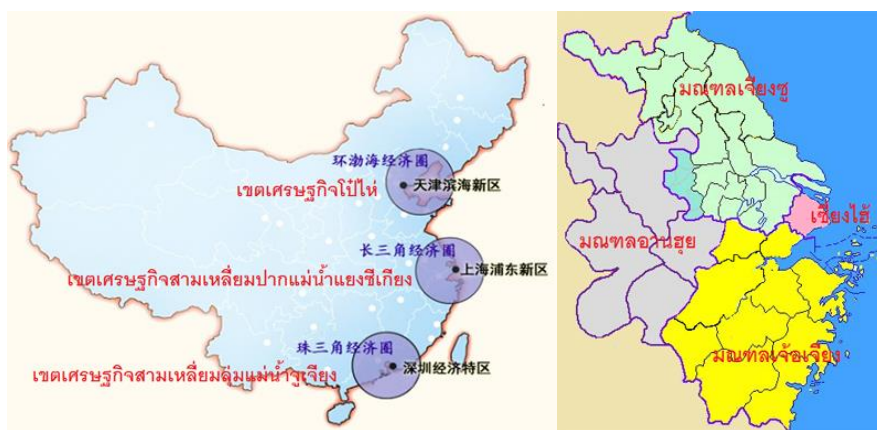 环渤海经济圈
เขตเศรษฐกิจโป๋ไห่
天津滨海新区
长三角经济圈
上海浦东新区
เขตเศรษฐกิจสามเหลี่ยมปากแม่น้ำแยงซีเกียง
珠三角经济圈
เขตเศรษฐกิจสามเหลี่ยมลุ่มแม่น้ำจูเจียง
深圳经济特区
มณฑลเจียงซู
เซี่ยงไฮ้
มณฑลอานฮุย
มณฑลเจ้อเจียง